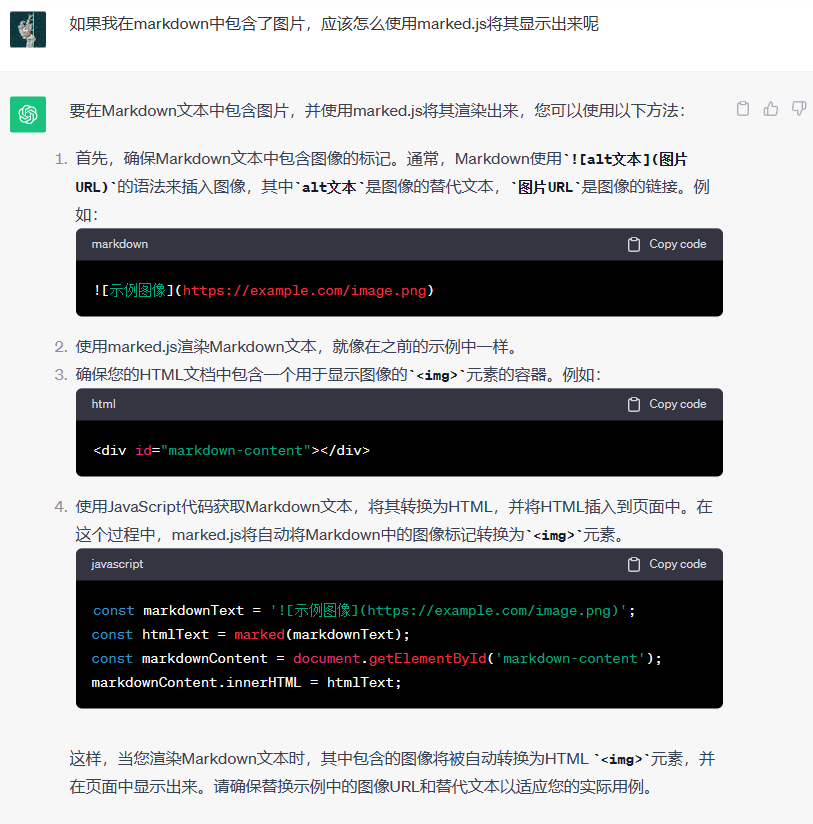 如果我在markdown中包含了图片，应该怎么使用marked.js将其显示出来呢
要在Markdown文本中包含图片，并使用marked.js将其渲染出来，您可以使用以下方法：
1. 首先，确保Markdown文本中包含图像的标记。通常，Markdown使用`![alt文本](图片
URL)`的语法来插入图像，其中`alt文本`是图像的替代文本，`图片URL`是图像的链接。例
如：
markdown Copy code
![示例图像](https://example.com/image.png)
2. 使用marked.js渲染Markdown文本，就像在之前的示例中一样。
3. 确保您的HTML文档中包含一个用于显示图像的`<img>`元素的容器。例如：
html Copy code
<div id="markdown-content"></div>
4. 使用JavaScript代码获取Markdown文本，将其转换为HTML，并将HTML插入到页面中。在
这个过程中，marked.js将自动将Markdown中的图像标记转换为`<img>`元素。
javascript Copy code
const markdownText = '![示例图像](https://example.com/image.png)';
const htmlText = marked(markdownText);
const markdownContent = document.getElementById('markdown-content');
markdownContent.innerHTML = htmlText;
这样，当您渲染Markdown文本时，其中包含的图像将被自动转换为HTML `<img>`元素，并
在页面中显示出来。请确保替换示例中的图像URL和替代文本以适应您的实际用例。